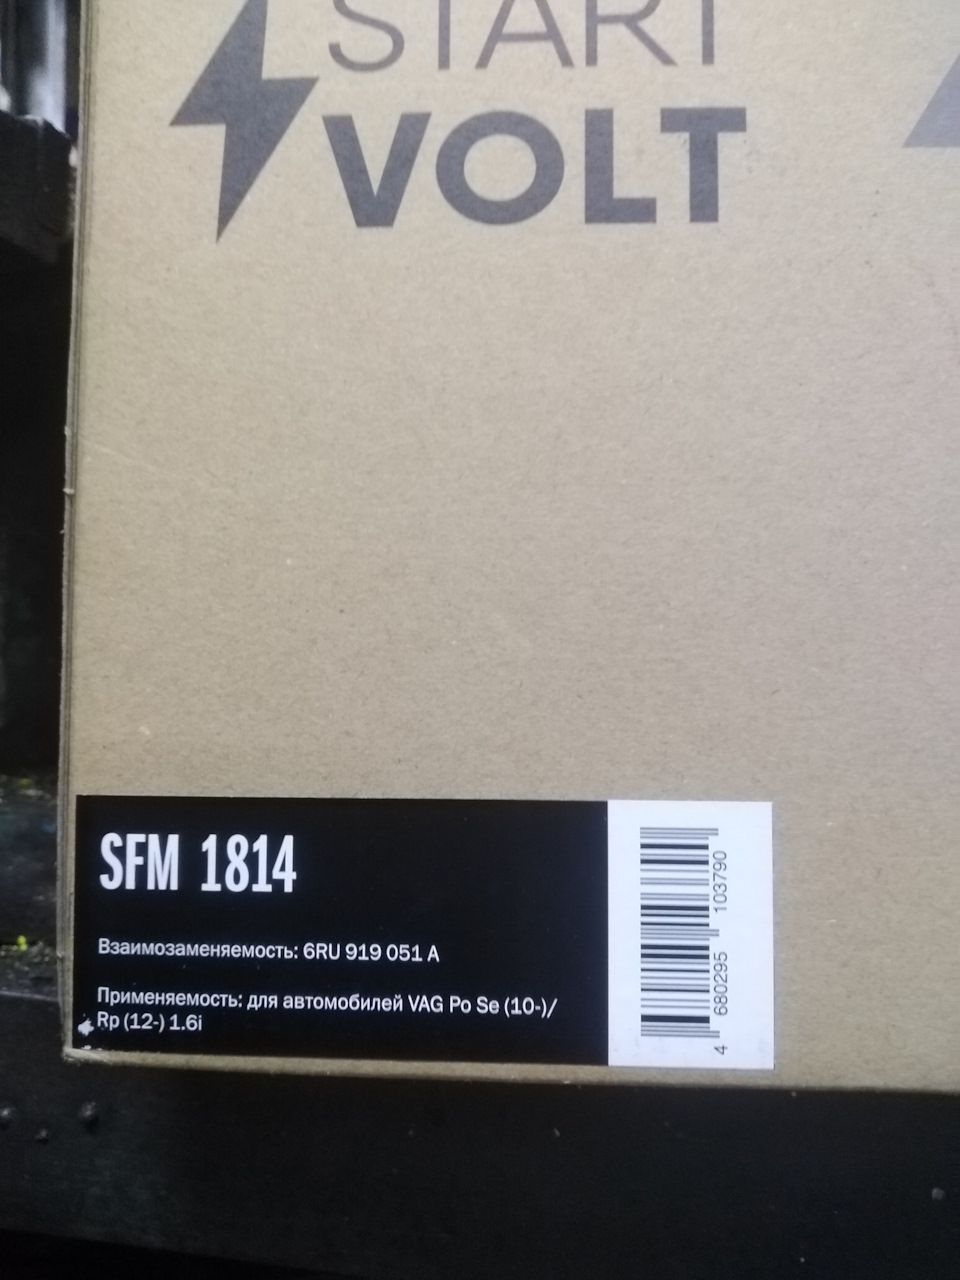 START
VOLT
SFM 1814
Взаимозаменяемость: 6RU 919 051 A
Применяемость: для автомобилей VAG Po Se (10-)/
Rp (12-) 1.6i
4 680295 103790